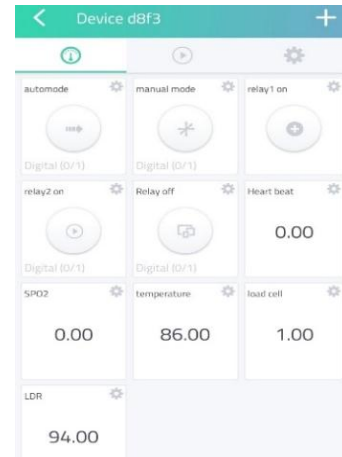 Device d8f3
automode
manual mode
relay1 on
Digital (0/1)
Digital (0/1)
relay2 on
Relay off
Heart beat
0.00
Digital (0/1)
Digital (0/1)
SPO2
temperature
load cell
0.00
86.00
1.00
LDR
94.00